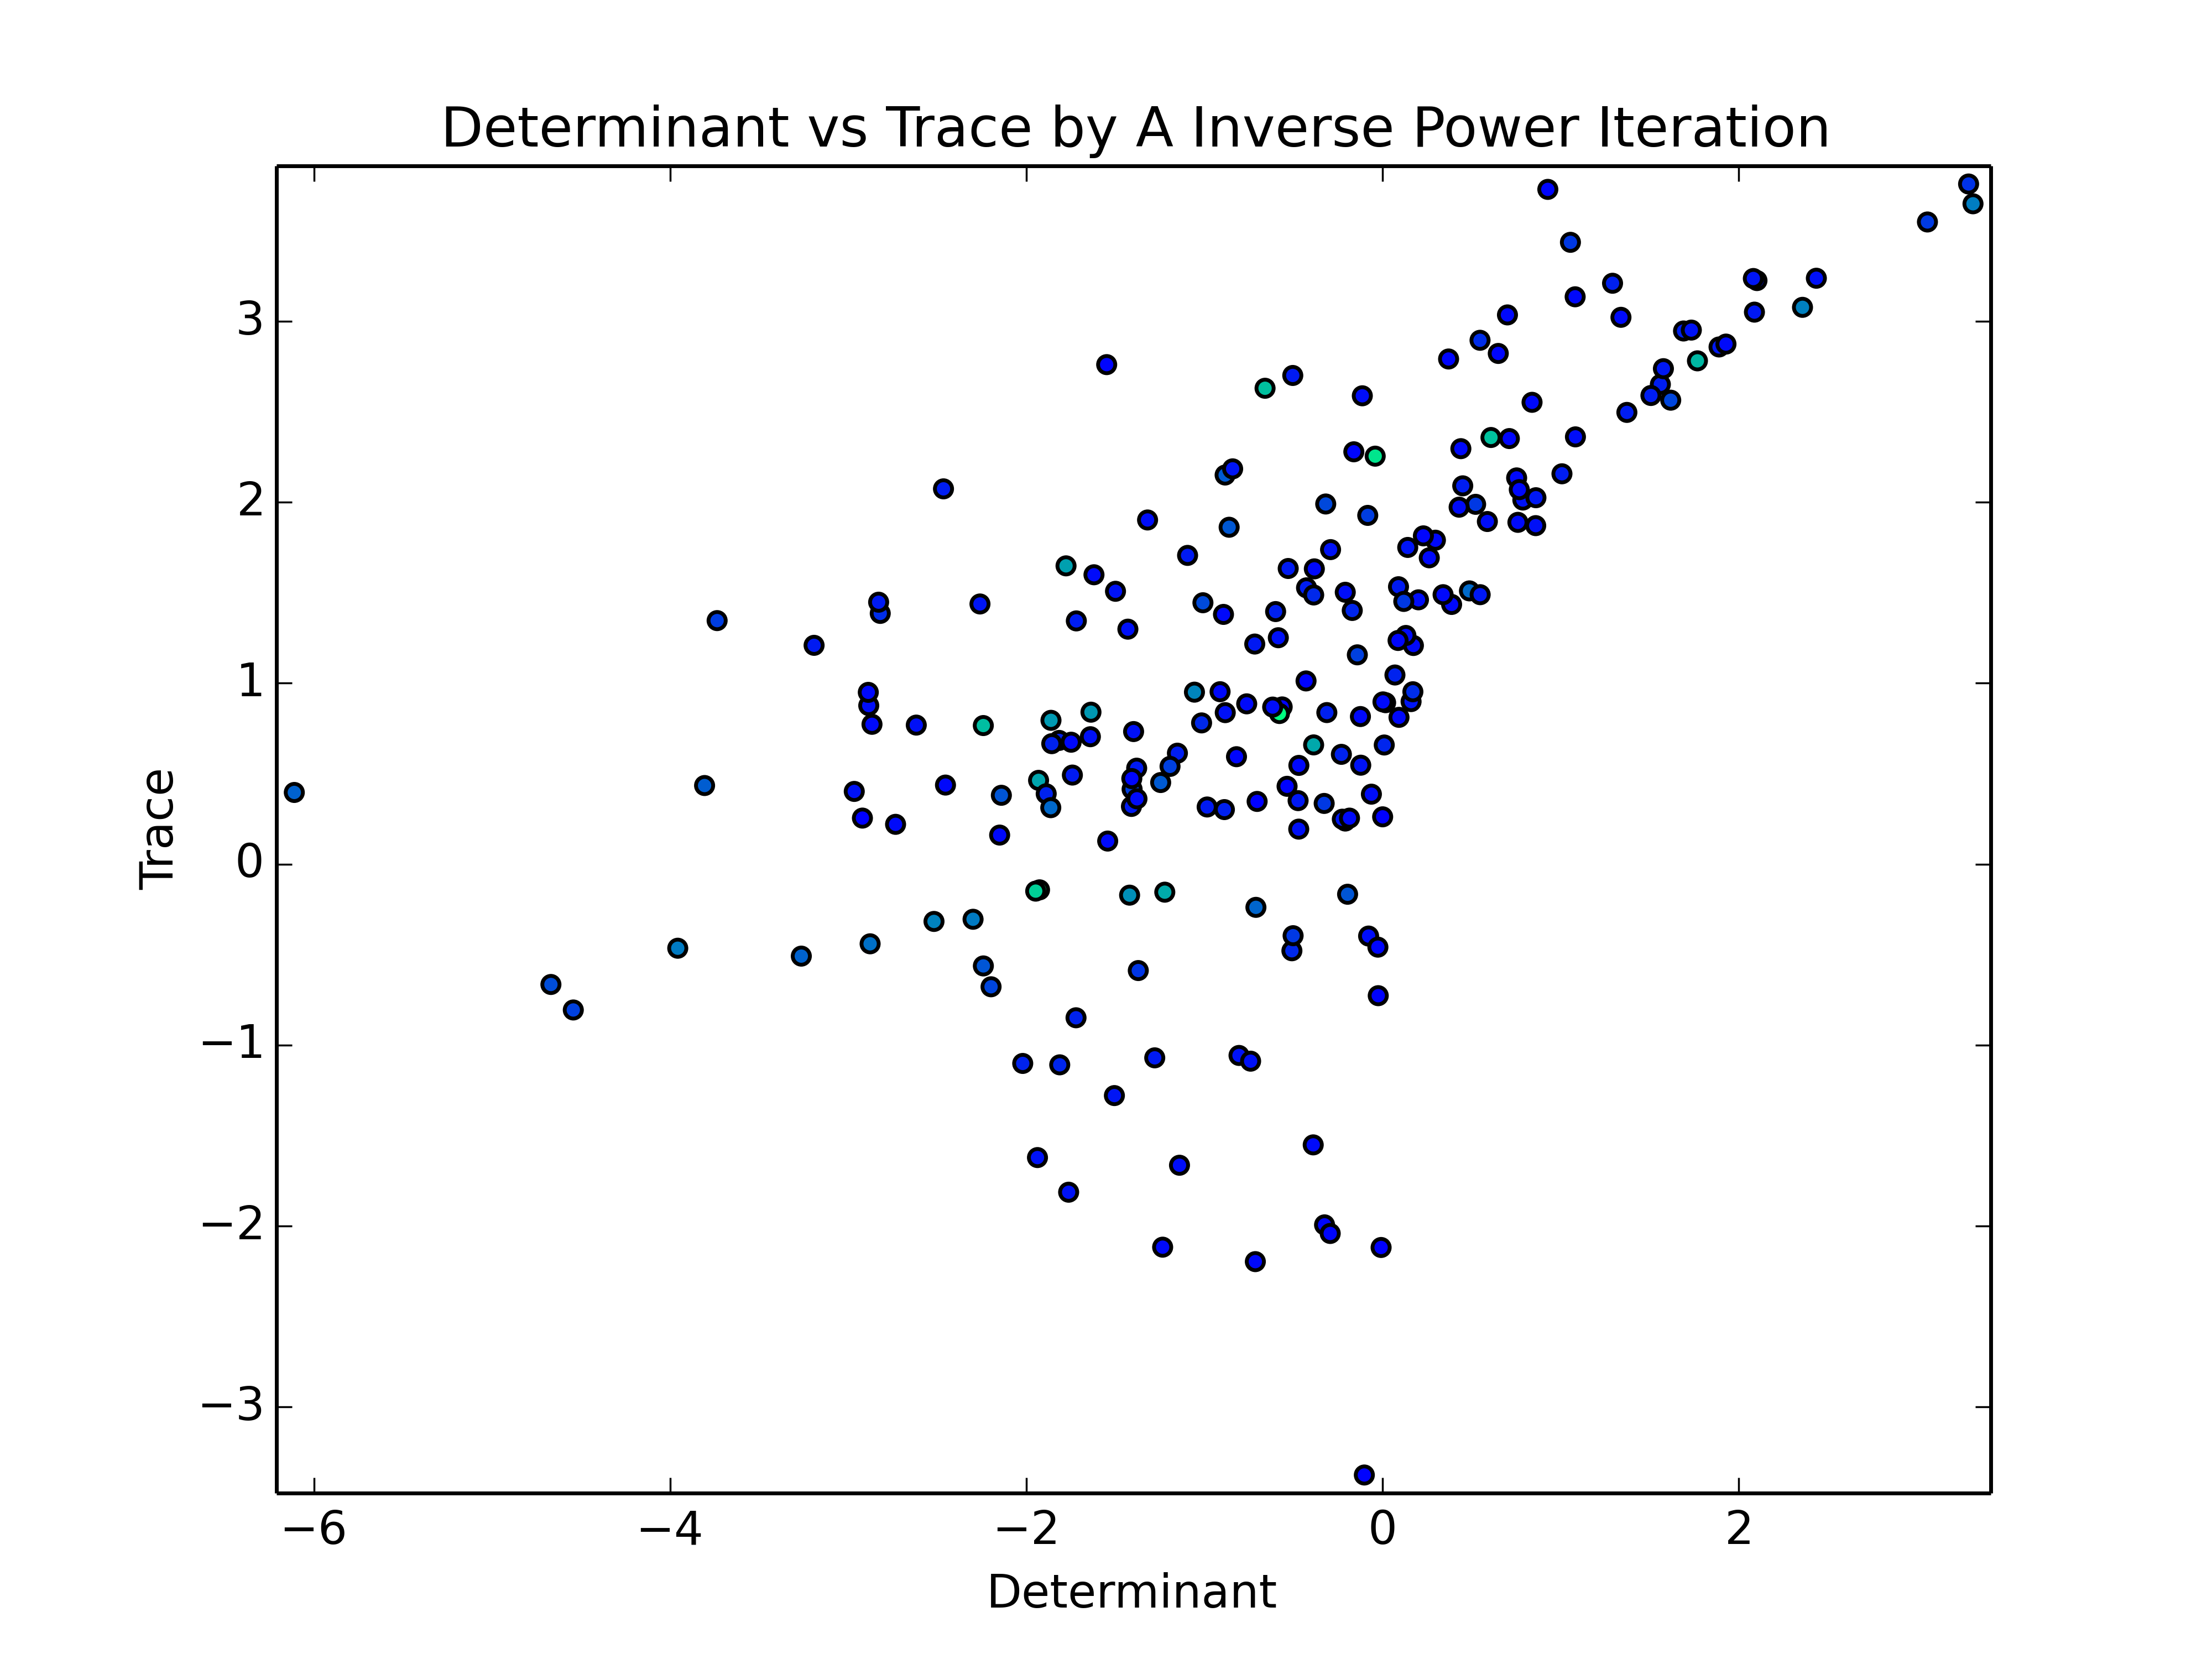 Determinant vs Trace by A Inverse Power Iteration
3
2
1
0
−1
−2
−3
Trace
−6 −4 −2 0 2
Determinant